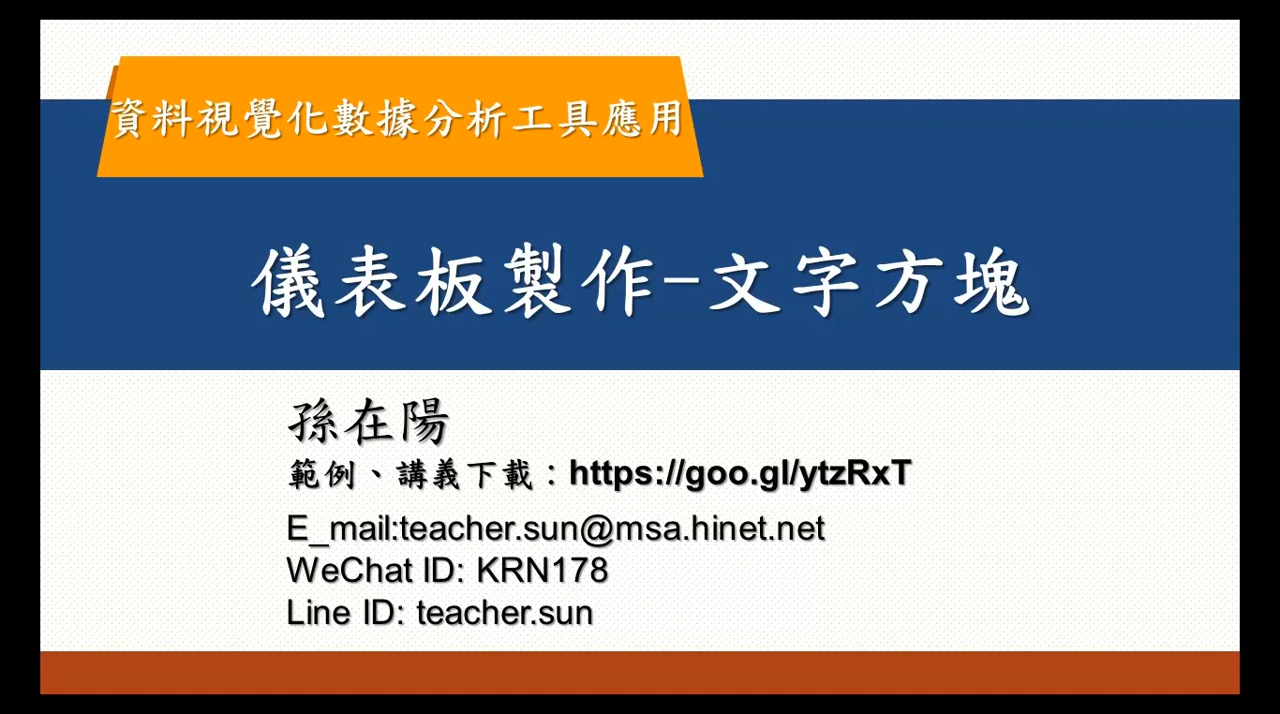 資料視覺化數據分析工具應用
儀表板製作-文字方塊
孫在陽
範例、講義下載：https://goo.gl/ytzRxT
E_mail:teacher.sun@msa.hinet.net
WeChat ID: KRN178
Line ID: teacher.sun